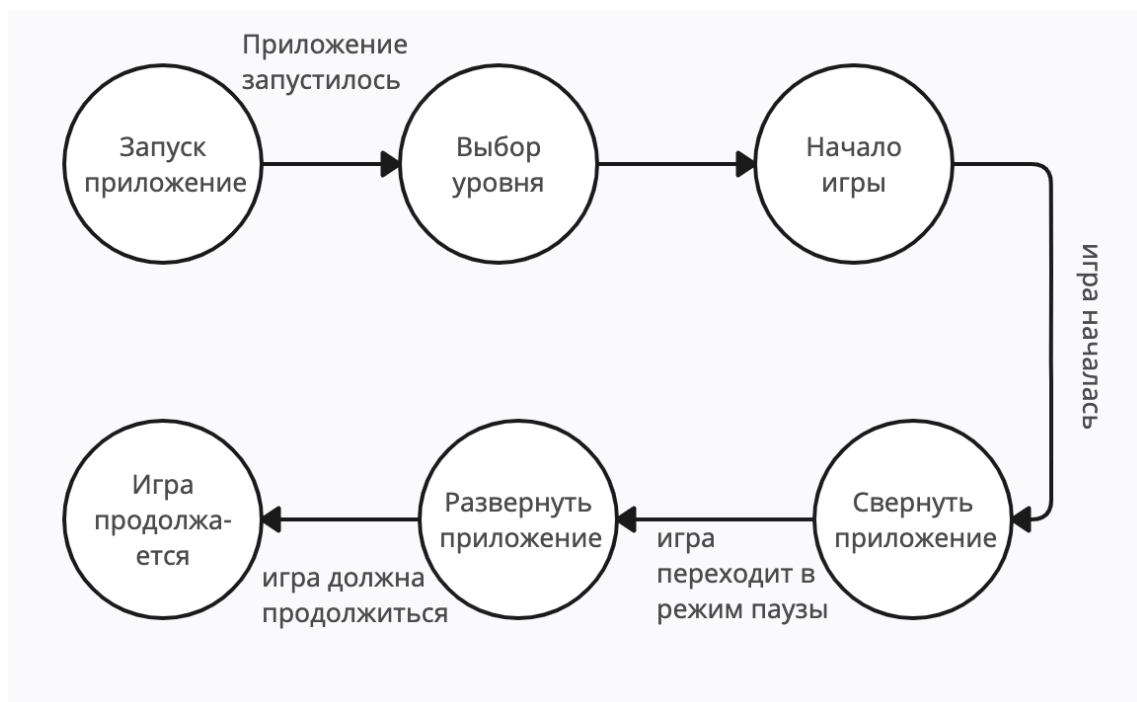 Приложение
запустилось
Запуск
приложение
Выбор
уровня
Начало
игры
игра началась
Свернуть
приложение
игра
переходит в
режим паузы
Развернуть
приложение
игра должна
продолжиться
Игра
продолжа-
ется